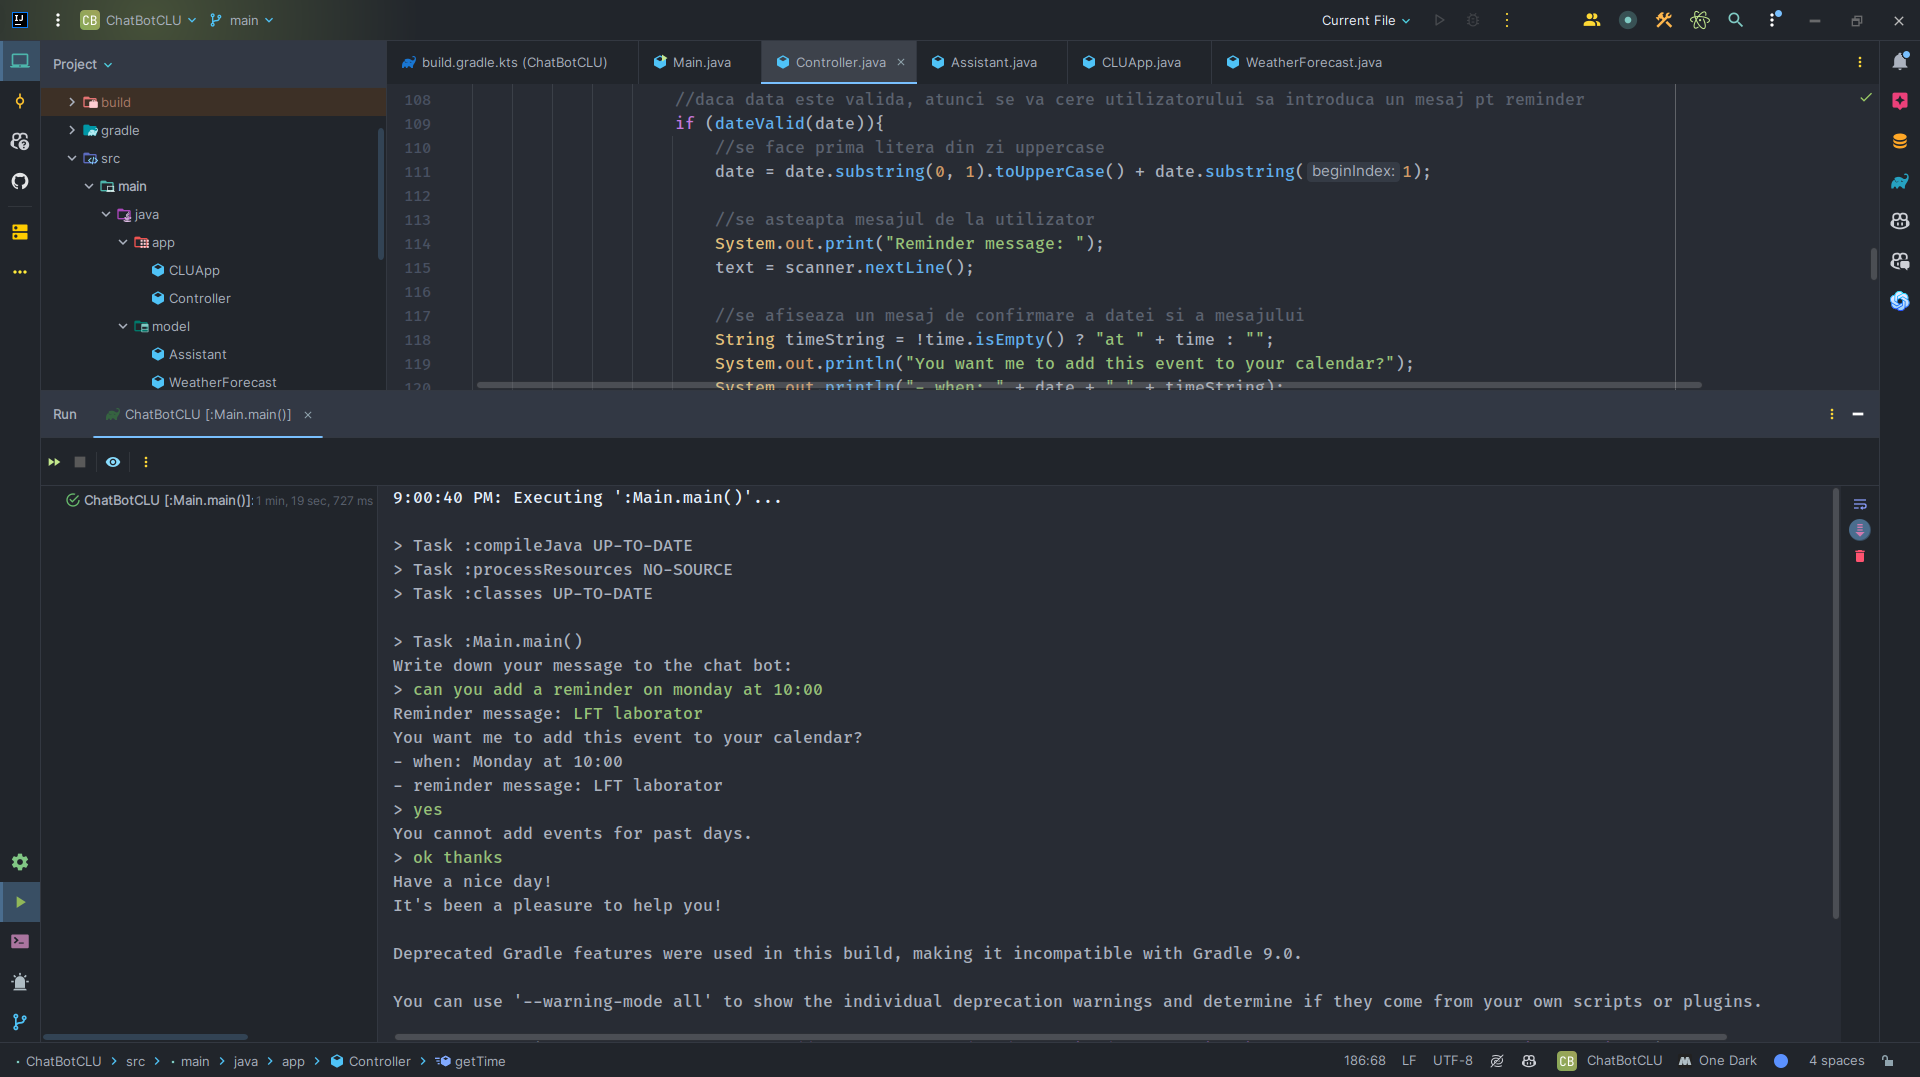 CB ChatBotCLU main Current File
Project
build
gradle
src
main
java
app
CLUApp
Controller
model
Assistant
WeatherForecast
build.gradle.kts (ChatBotCLU) Main.java Controller.java Assistant.java CLUApp.java WeatherForecast.java
108 //daca data este valida, atunci se va cere utilizatorului sa introduca un mesaj pt reminder
109 if (dateValid(date)){
110 //se face prima litera din zi uppercase
111 date = date.substring(0, 1).toUpperCase() + date.substring( beginIndex: 1);
112
113 //se asteapta mesajul de la utilizator
114 System.out.print("Reminder message: ");
115 text = scanner.nextLine();
116
117 //se afiseaza un mesaj de confirmare a datei si a mesajului
118 String timeString = !time.isEmpty() ? "at " + time : "";
119 System.out.println("You want me to add this event to your calendar?");
120 System.out.println("- when: " + date + " " + timeString);
Run ChatBotCLU [:Main.main()]
ChatBotCLU [:Main.main()]: 1 min, 19 sec, 727 ms
9:00:40 PM: Executing ':Main.main()'...
> Task :compileJava UP-TO-DATE
> Task :processResources NO-SOURCE
> Task :classes UP-TO-DATE
> Task :Main.main()
Write down your message to the chat bot:
> can you add a reminder on monday at 10:00
Reminder message: LFT laborator
You want me to add this event to your calendar?
- when: Monday at 10:00
- reminder message: LFT laborator
> yes
You cannot add events for past days.
> ok thanks
Have a nice day!
It's been a pleasure to help you!
Deprecated Gradle features were used in this build, making it incompatible with Gradle 9.0.
You can use '--warning-mode all' to show the individual deprecation warnings and determine if they come from your own scripts or plugins.
ChatBotCLU > src > main > java > app > Controller > getTime 186:68 LF UTF-8 CB ChatBotCLU One Dark 4 spaces